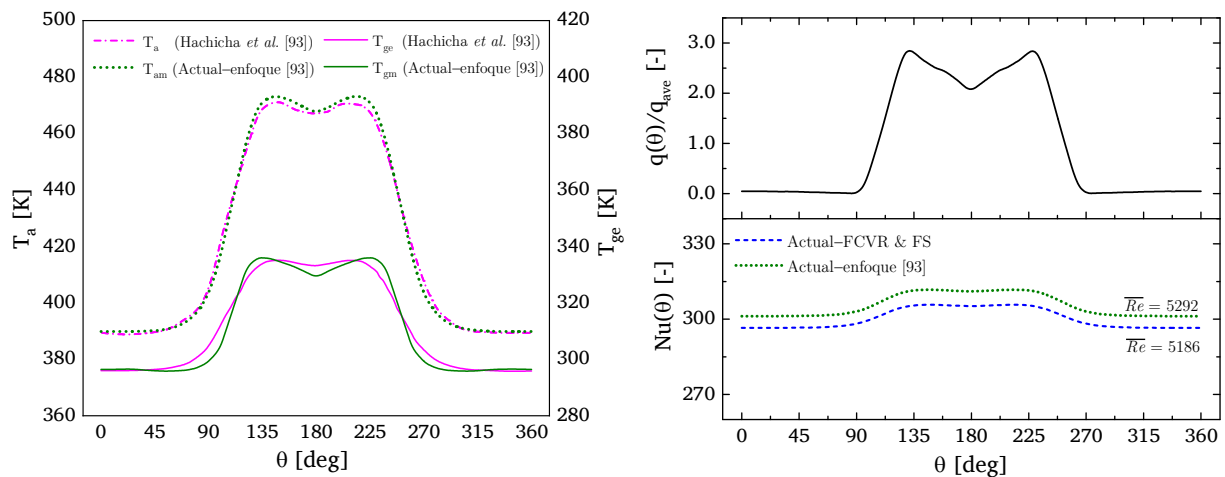 500
480
460
440
420
400
380
360
T_a [K]
T_a (Hachicha et al. [93])
T_am (Actual–enfoque [93])
T_ge (Hachicha et al. [93])
T_gm (Actual–enfoque [93])
420
400
380
360
340
320
300
280
T_ge [K]
0 45 90 135 180 225 270 315 360
θ [deg]
3.0
2.0
1.0
0.0
q(θ)/q_ave [-]
330
300
270
Nu(θ) [-]
Actual–FCVR & FS
Actual–enfoque [93]
R̅e̅ = 5292
R̅e̅ = 5186
0 45 90 135 180 225 270 315 360
θ [deg]